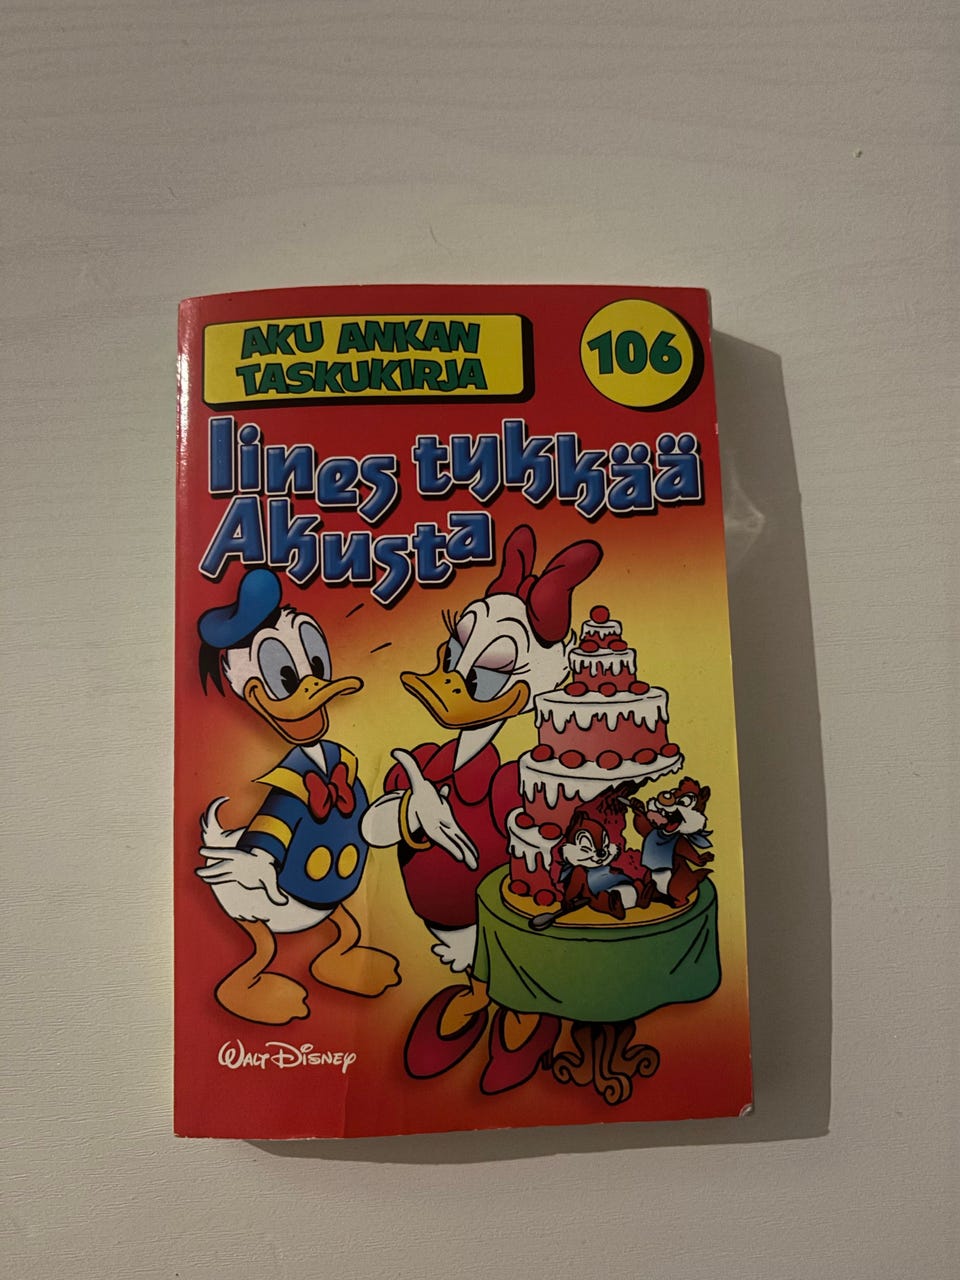 AKU ANKAN
TASKUKIRJA
106
Iines tykkää
Akusta
WALT DISNEY